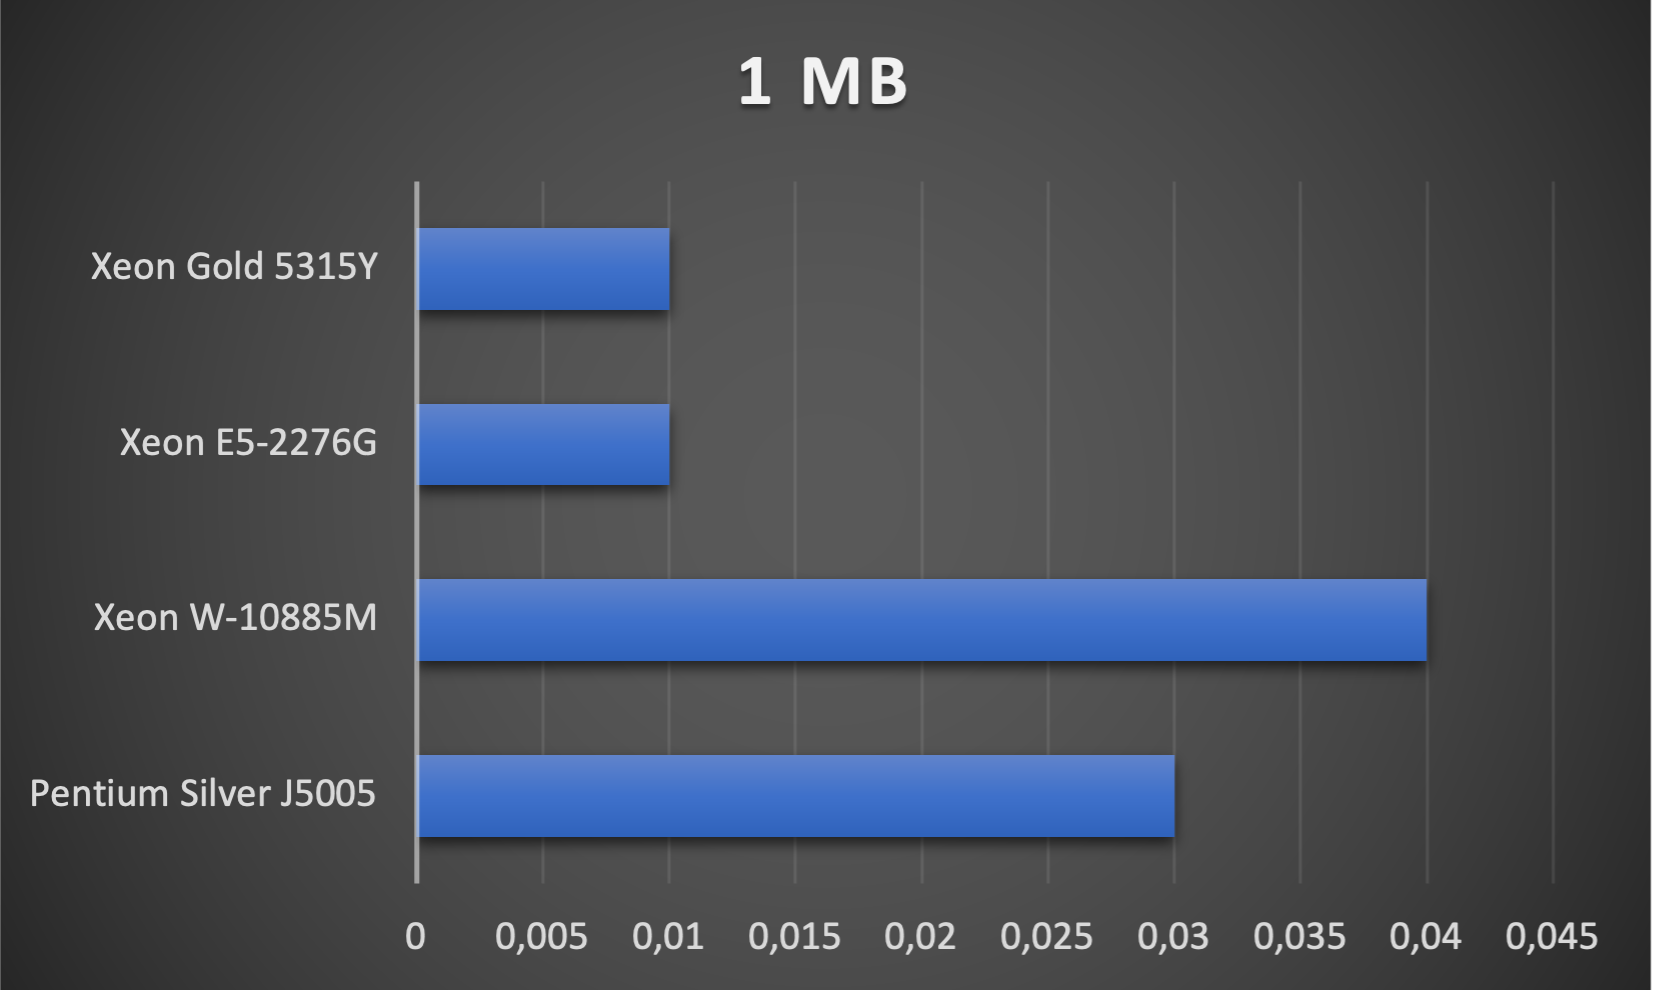 1 MB
Xeon Gold 5315Y
Xeon E5-2276G
Xeon W-10885M
Pentium Silver J5005
0 0,005 0,01 0,015 0,02 0,025 0,03 0,035 0,04 0,045